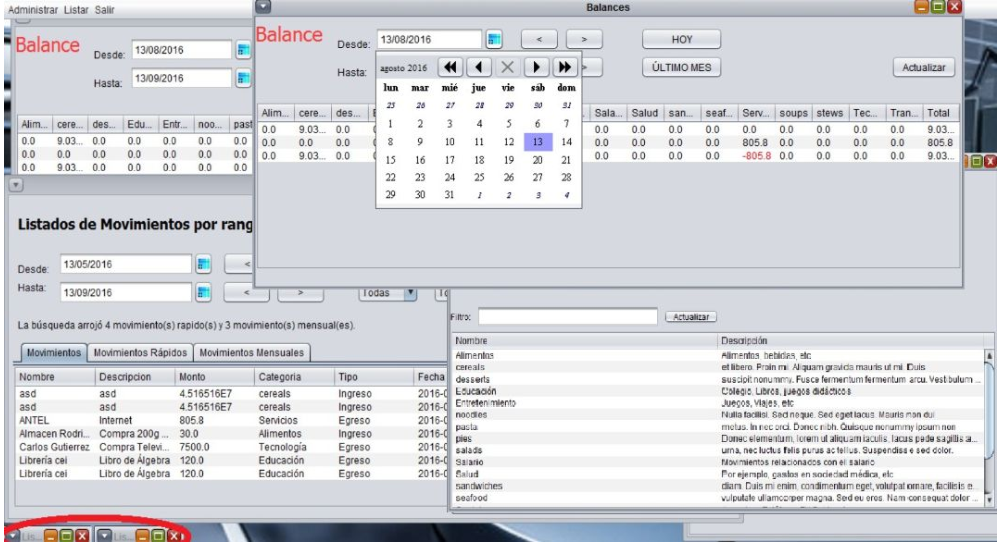 Administrar Listar Salir
Balance
Desde: 13/08/2016
Hasta: 13/09/2016
Alim... cere... des... Edu... Entr... noo... past
0.0 9.03... 0.0 0.0 0.0 0.0 0.0
0.0 0.0 0.0 0.0 0.0 0.0 0.0
0.0 9.03... 0.0 0.0 0.0 0.0 0.0
Balances
Balance
Desde: 13/08/2016 < > HOY
Hasta: > ÚLTIMO MES Actualizar
agosto 2016
lun mar mié jue vie sáb dom
25 26 27 28 29 30 31
1 2 3 4 5 6 7
8 9 10 11 12 13 14
15 16 17 18 19 20 21
22 23 24 25 26 27 28
29 30 31 1 2 3 4
Alim... cere... des... Sala... Salud san... seaf... Serv... soups stews Tec... Tran... Total
0.0 9.03... 0.0 0.0 0.0 0.0 0.0 0.0 0.0 0.0 0.0 0.0 9.03...
0.0 0.0 0.0 0.0 0.0 0.0 0.0 805.8 0.0 0.0 0.0 0.0 805.8
0.0 9.03... 0.0 0.0 0.0 0.0 0.0 -805.8 0.0 0.0 0.0 0.0 9.03...
Listados de Movimientos por rang
Desde: 13/05/2016 <
Hasta: 13/09/2016 < > Todas
La búsqueda arrojó 4 movimiento(s) rapido(s) y 3 movimiento(s) mensual(es).
Movimientos Movimientos Rápidos Movimientos Mensuales
Nombre Descripcion Monto Categoria Tipo Fecha
asd asd 4.516516E7 cereals Ingreso 2016-0
asd asd 4.516516E7 cereals Ingreso 2016-0
ANTEL Internet 805.8 Servicios Egreso 2016-0
Almacen Rodri... Compra 200g ... 30.0 Alimentos Ingreso 2016-0
Carlos Gutierrez Compra Televi... 7500.0 Tecnología Egreso 2016-0
Librería cei Libro de Álgebra 120.0 Educación Egreso 2016-0
Librería cei Libro de Álgebra 120.0 Educación Egreso 2016-0
Filtro: Actualizar
Nombre Descripción
Alimentos Alimentos, bebidas, etc
cereals et libero. Proin mi. Aliquam gravida mauris ut mi. Duis
desserts suscipit nonummy. Fusce fermentum fermentum arcu. Vestibulum ...
Educación Colegio, Libros, juegos didácticos
Entretenimiento Juegos, Viajes, etc
noodles Nulla facilisi. Sed neque. Sed eget lacus. Mauris non dui
pasta metus. In nec orci. Donec nibh. Quisque nonummy ipsum non
pies Donec elementum, lorem ut aliquam iaculis, lacus pede sagittis a...
salads urna, nec luctus felis purus ac tellus. Suspendisse sed dolor.
Salario Movimientos relacionados con el salario
Salud Por ejemplo, gastos en sociedad médica, etc
sandwiches diam. Duis mi enim, condimentum eget, volutpat ornare, facilisis e...
seafood vulputate ullamcorper magna. Sed eu eros. Nam consequat dolor ...
Lis... Lis...